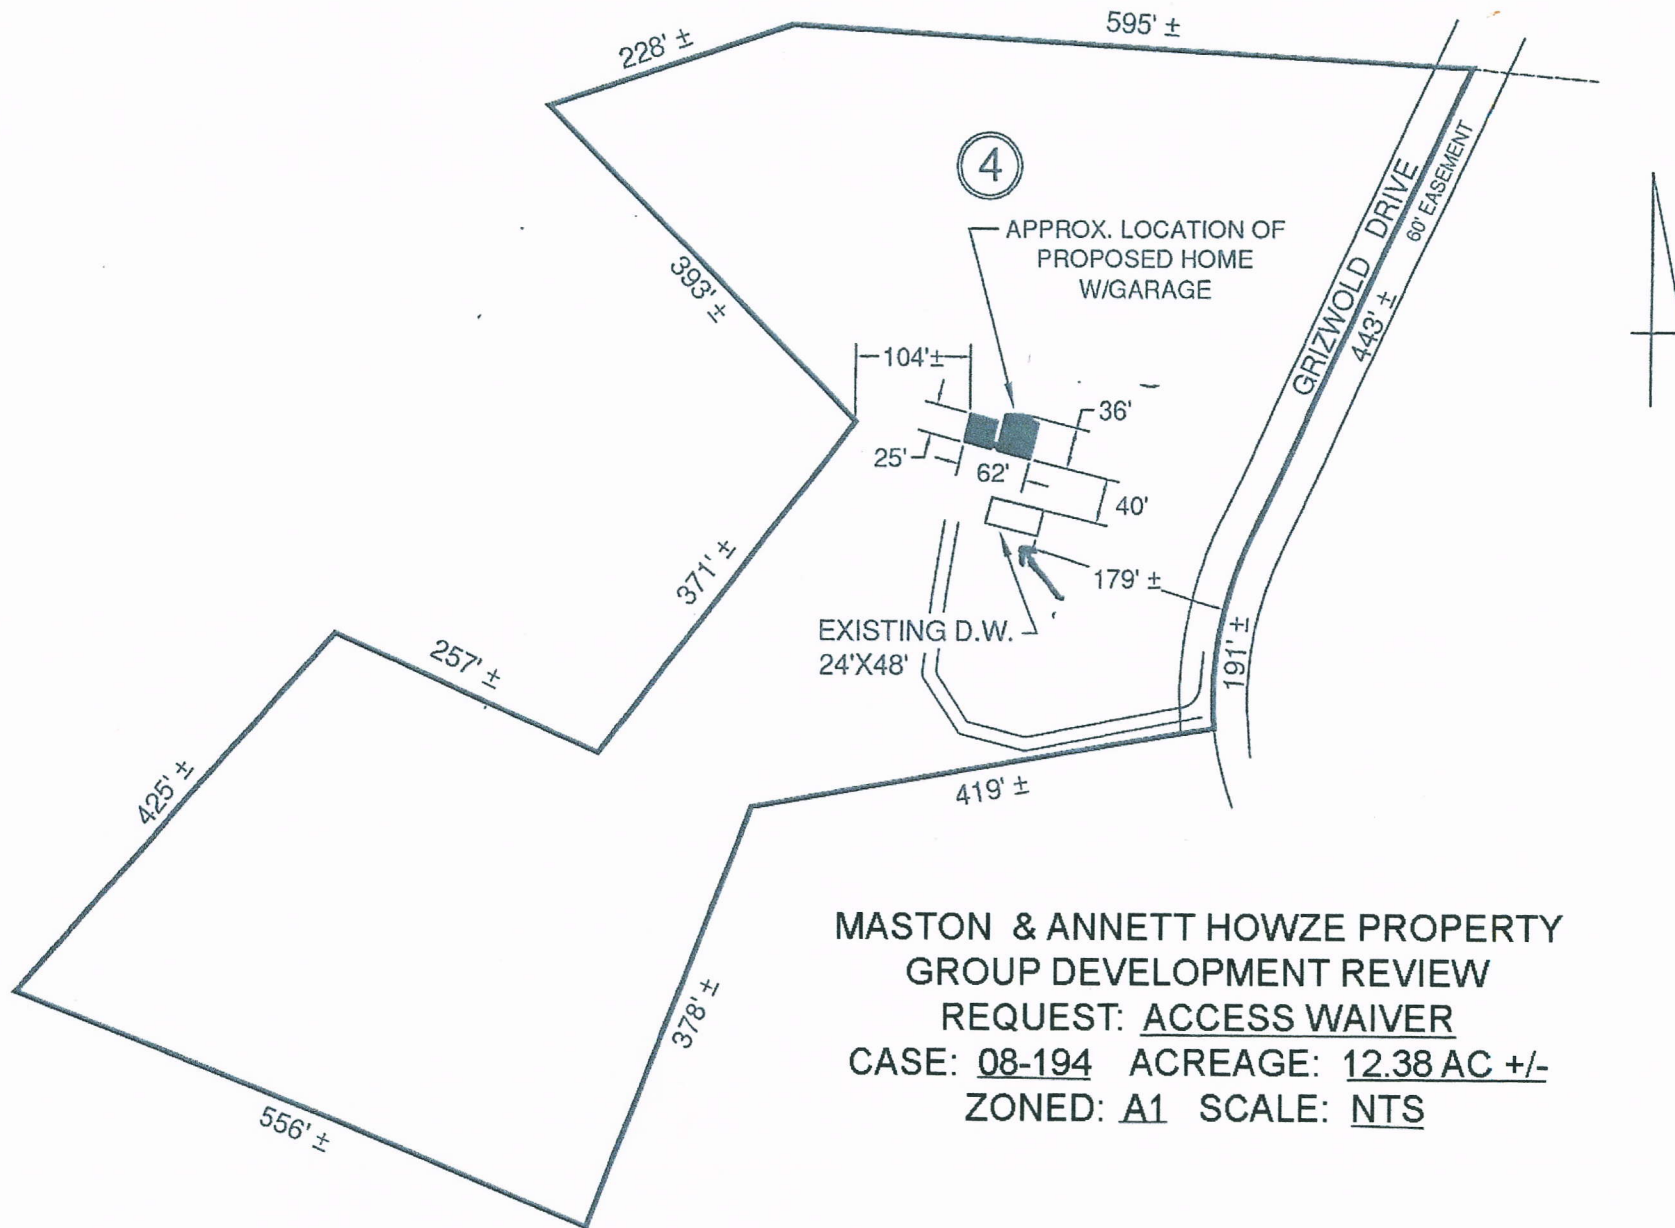 595' ±
228' ±
4
APPROX. LOCATION OF
PROPOSED HOME
W/GARAGE
GRIZWOLD DRIVE
60' EASEMENT
443' ±
393' ±
104'±
36'
25'
62'
40'
179' ±
371' ±
EXISTING D.W.
24'X48'
191' ±
257' ±
425' ±
419' ±
378' ±
556' ±
MASTON & ANNETT HOWZE PROPERTY
GROUP DEVELOPMENT REVIEW
REQUEST: ACCESS WAIVER
CASE: 08-194 ACREAGE: 12.38 AC +/-
ZONED: A1 SCALE: NTS